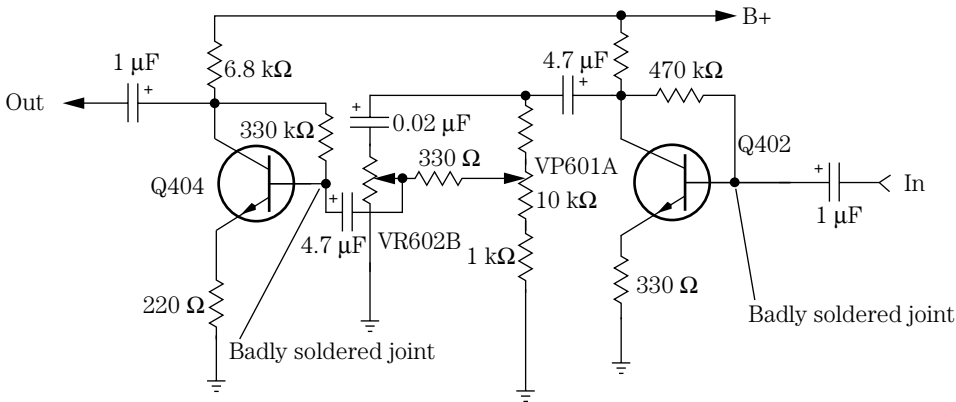 B+
1 µF
+
6.8 kΩ
4.7 µF
+
470 kΩ
Out
330 kΩ
+
0.02 µF
330 Ω
VP601A
10 kΩ
Q402
+
In
1 µF
Q404
+
4.7 µF
VR602B
1 kΩ
220 Ω
330 Ω
Badly soldered joint
Badly soldered joint